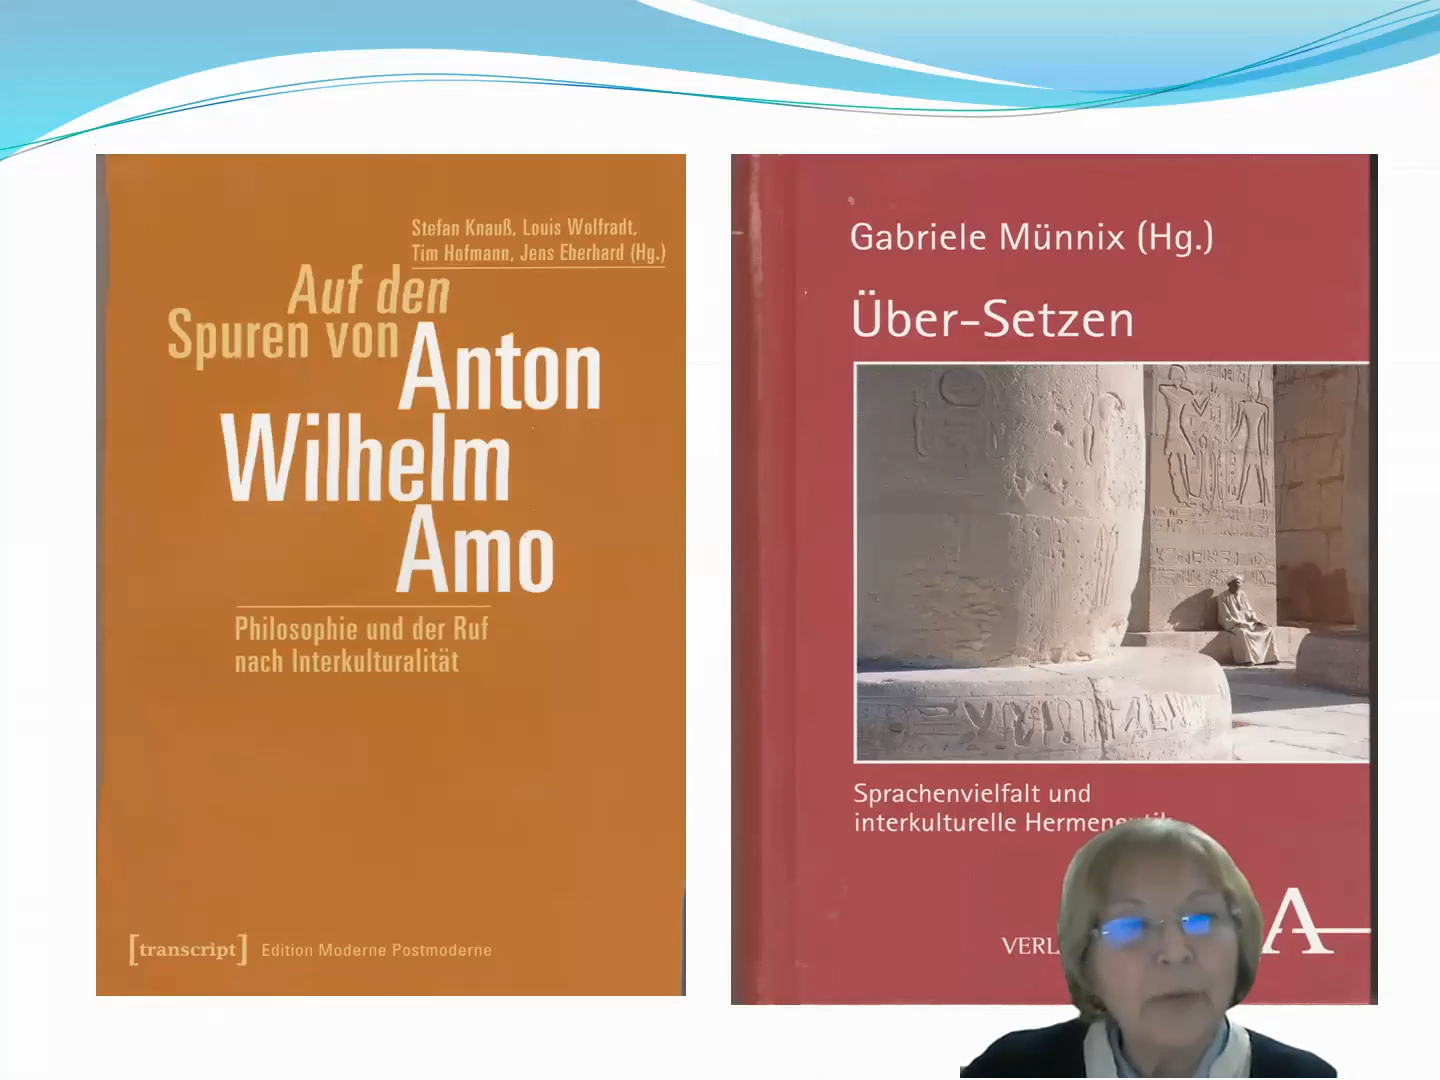 Stefan Knauß, Louis Wolfradt,
Tim Hofmann, Jens Eberhard (Hg.)
Auf den
Spuren von
Anton
Wilhelm
Amo
Philosophie und der Ruf
nach Interkulturalität
[transcript] Edition Moderne Postmoderne
Gabriele Münnix (Hg.)
Über-Setzen
Sprachenvielfalt und
interkulturelle
A